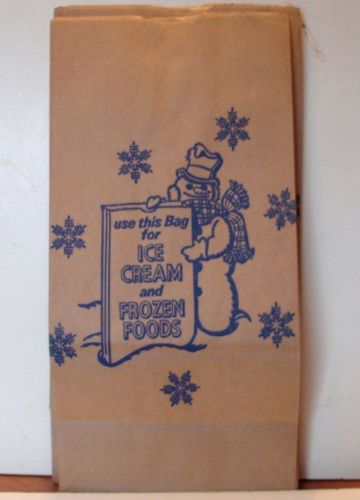 use this Bag
for
ICE
CREAM
and
FROZEN
FOODS